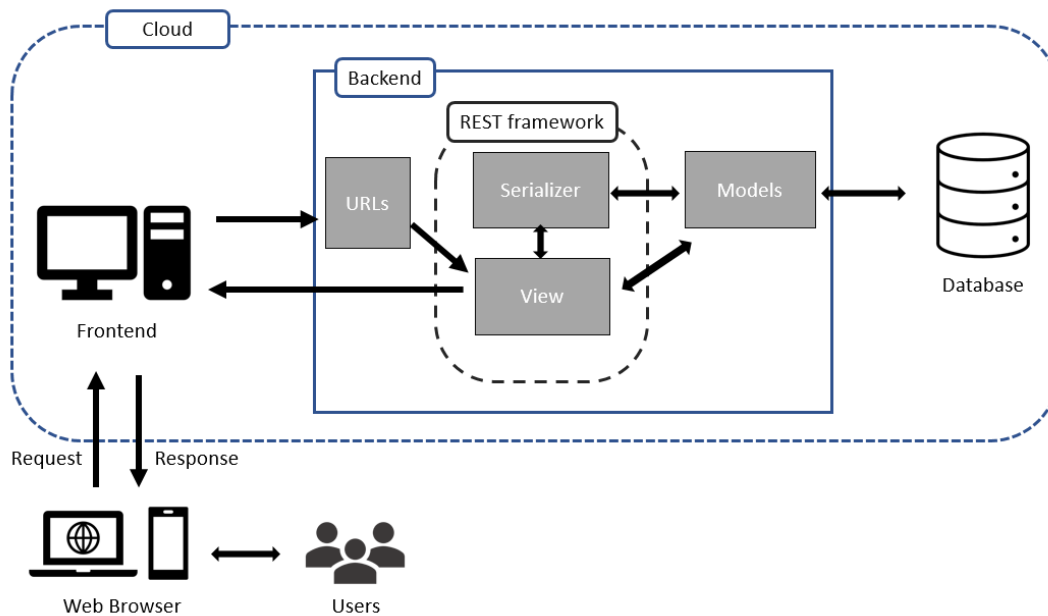 Cloud
Backend
REST framework
URLs
Serializer
Models
View
Database
Frontend
Request
Response
Web Browser
Users